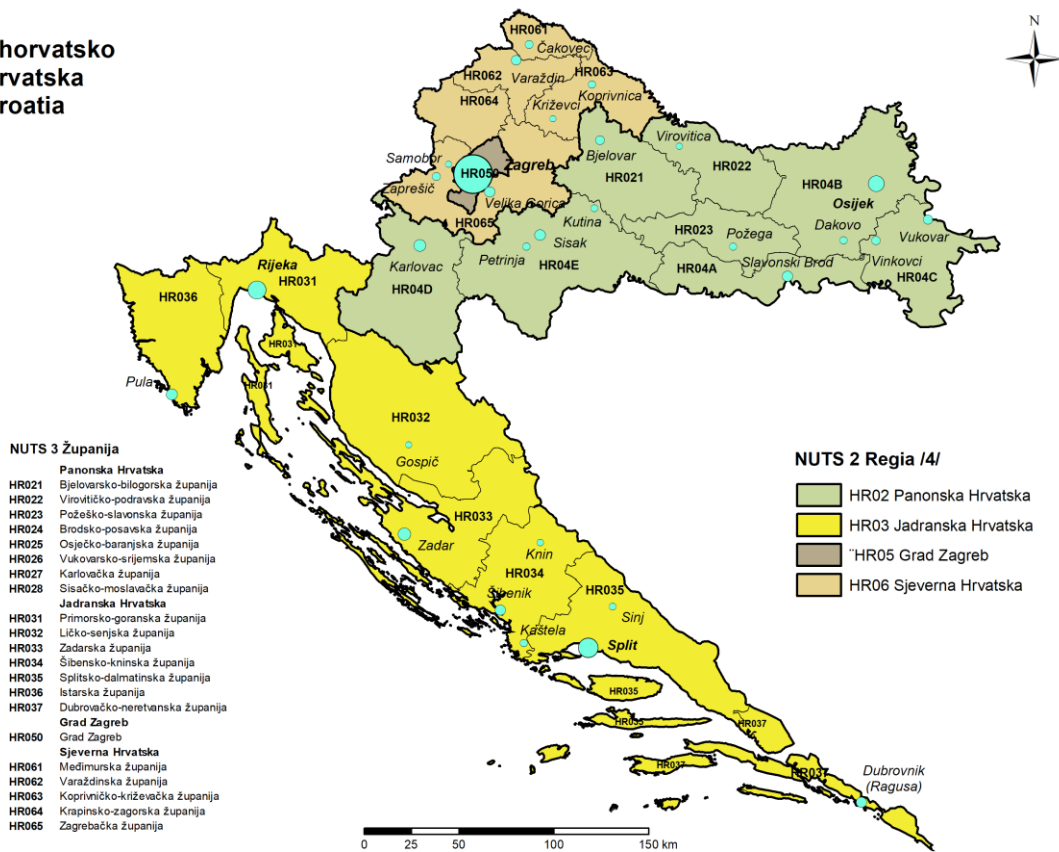 horvatsko
rvatska
roatia
N
HR061
Čakovec
HR062
Varaždin
HR063
Koprivnica
HR064
Križevci
Samobor
Zaprešič
HR050
Zagreb
Velika Gorica
HR065
Bjelovar
HR021
Virovitica
HR022
HR04B
Osijek
Kutina
HR023
Požega
Dakovo
Vukovar
Vinkovci
HR04C
Slavonski Brod
HR04A
Sisak
Petrinja
HR04E
Karlovac
HR04D
Rijeka
HR031
HR036
HR031
HR031
Pula
HR032
Gospič
HR033
Zadar
Knin
HR034
Šibenik
HR035
Sinj
Kaštela
Split
HR035
HR035
HR037
HR037
HR037
Dubrovnik
(Ragusa)
NUTS 3 Županija
Panonska Hrvatska
HR021 Bjelovarsko-bilogorska županija
HR022 Virovitičko-podravska županija
HR023 Požeško-slavonska županija
HR024 Brodsko-posavska županija
HR025 Osječko-baranjska županija
HR026 Vukovarsko-srijemska županija
HR027 Karlovačka županija
HR028 Sisačko-moslavačka županija
Jadranska Hrvatska
HR031 Primorsko-goranska županija
HR032 Ličko-senjska županija
HR033 Zadarska županija
HR034 Šibensko-kninska županija
HR035 Splitsko-dalmatinska županija
HR036 Istarska županija
HR037 Dubrovačko-neretvanska županija
Grad Zagreb
HR050 Grad Zagreb
Sjeverna Hrvatska
HR061 Međimurska županija
HR062 Varaždinska županija
HR063 Koprivničko-križevačka županija
HR064 Krapinsko-zagorska županija
HR065 Zagrebačka županija
NUTS 2 Regia /4/
HR02 Panonska Hrvatska
HR03 Jadranska Hrvatska
¨HR05 Grad Zagreb
HR06 Sjeverna Hrvatska
0 25 50 100 150 km